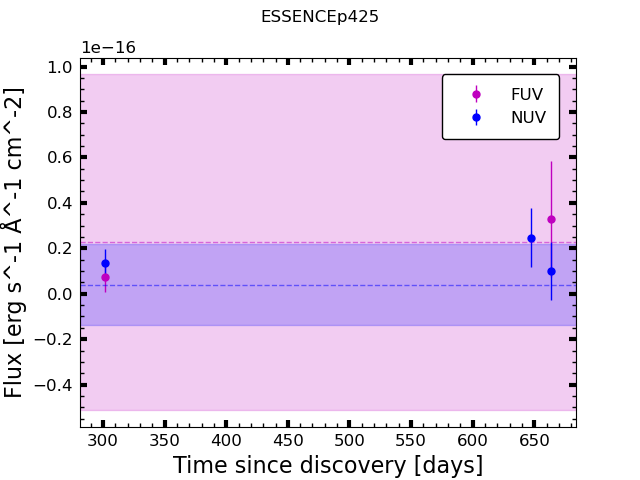 ESSENCEp425
1e−16
1.0
0.8
0.6
0.4
0.2
0.0
−0.2
−0.4
Flux [erg s^-1 Å^-1 cm^-2]
FUV
NUV
300 350 400 450 500 550 600 650
Time since discovery [days]